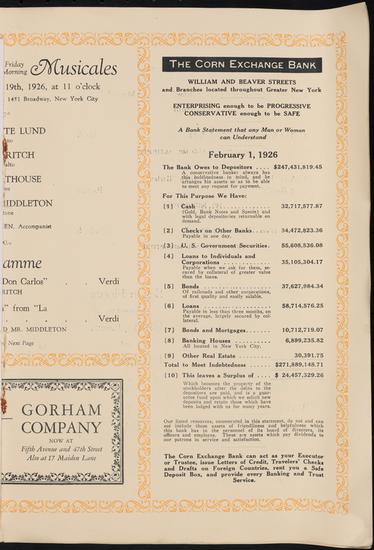 Friday
Morning Musicales
19th, 1926, at 11 o'clock
1451 Broadway, New York City
TE LUND
RITCH
THOUSE
MIDDLETON
EN, Accompanist
amme
Don Carlos" . Verdi
RITCH
" from "La
. . Verdi
D MR. MIDDLETON
Next Page
GORHAM
COMPANY
NOW AT
Fifth Avenue and 47th Street
Also at 17 Maiden Lane
THE CORN EXCHANGE BANK
WILLIAM AND BEAVER STREETS
and Branches located throughout Greater New York
ENTERPRISING enough to be PROGRESSIVE
CONSERVATIVE enough to be SAFE
A Bank Statement that any Man or Woman
can Understand
February 1, 1926
The Bank Owes to Depositors .... $247,431,819.45
A conservative banker always has
this indebtedness in mind, and he
arranges his assets so as to be able
to meet any request for payment.
For This Purpose We Have:
(1) Cash .... 32,717,577.87
(Gold, Bank Notes and Specie) and
with legal depositories returnable on
demand.
(2) Checks on Other Banks .... 34,472,823.36
Payable in one day.
(3) U. S. Government Securities . 55,608,536.08
(4) Loans to Individuals and
Corporations .... 35,105,304.17
Payable when we ask for them, se-
cured by collateral of greater value
than the loans.
(5) Bonds .... 37,627,984.34
Of railroads and other corporations,
of first quality and easily salable.
(6) Loans .... 58,714,576.25
Payable in less than three months, on
the average, largely secured by col-
lateral.
(7) Bonds and Mortgages .... 10,712,719.07
(8) Banking Houses .... 6,899,235.82
All located in New York City.
(9) Other Real Estate .... 30,391.75
Total to Meet Indebtedness .... $271,889,148.71
(10) This leaves a Surplus of .... $ 24,457,329.26
Which becomes the property of the
stockholders after the debts to the
depositors are paid, and is a guar-
antee fund upon which we solicit new
deposits and retain those which have
been lodged with us for many years.
Our listed resources, enumerated in this statement, do not and can
not include those assets of friendliness and helpfulness which
this bank has in the personnel of its board of directors, its
officers and employes. These are assets which pay dividends to
our patrons in service and satisfaction.
The Corn Exchange Bank can act as your Executor
or Trustee, issue Letters of Credit, Travelers' Checks
and Drafts on Foreign Countries, rent you a Safe
Deposit Box, and provide every Banking and Trust
Service.